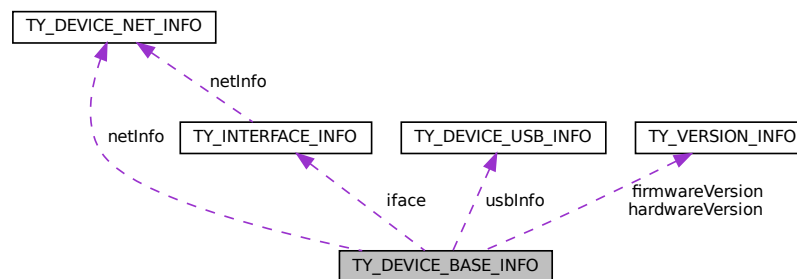 TY_DEVICE_NET_INFO
netInfo
TY_INTERFACE_INFO
TY_DEVICE_USB_INFO
TY_VERSION_INFO
netInfo
iface
usbInfo
firmwareVersion
hardwareVersion
TY_DEVICE_BASE_INFO